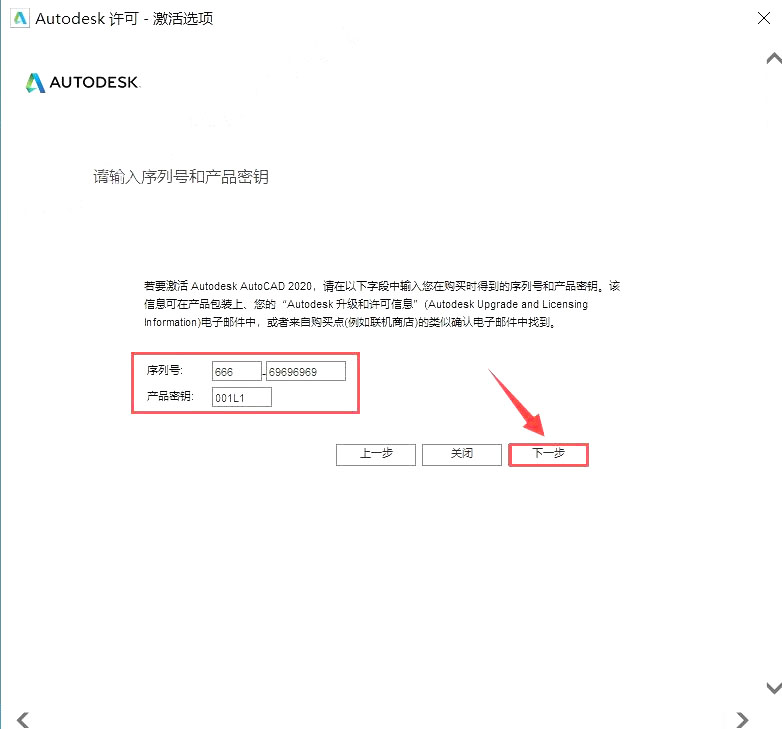 Autodesk 许可 - 激活选项
AUTODESK.
请输入序列号和产品密钥
若要激活 Autodesk AutoCAD 2020，请在以下字段中输入您在购买时得到的序列号和产品密钥。该
信息可在产品包装上、您的“Autodesk 升级和许可信息”(Autodesk Upgrade and Licensing
Information)电子邮件中，或者来自购买点(例如联机商店)的类似确认电子邮件中找到。
序列号: 666 - 69696969
产品密钥: 001L1
上一步 关闭 下一步